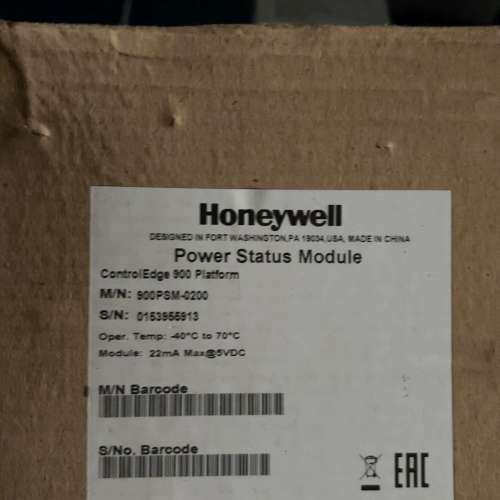 Honeywell
DESIGNED IN FORT WASHINGTON,PA 19034,USA, MADE IN CHINA
Power Status Module
ControlEdge 900 Platform
M/N: 900PSM-0200
S/N: 0153955913
Oper. Temp: -40°C to 70°C
Module: 22mA Max@5VDC
M/N Barcode
S/No. Barcode
EAC